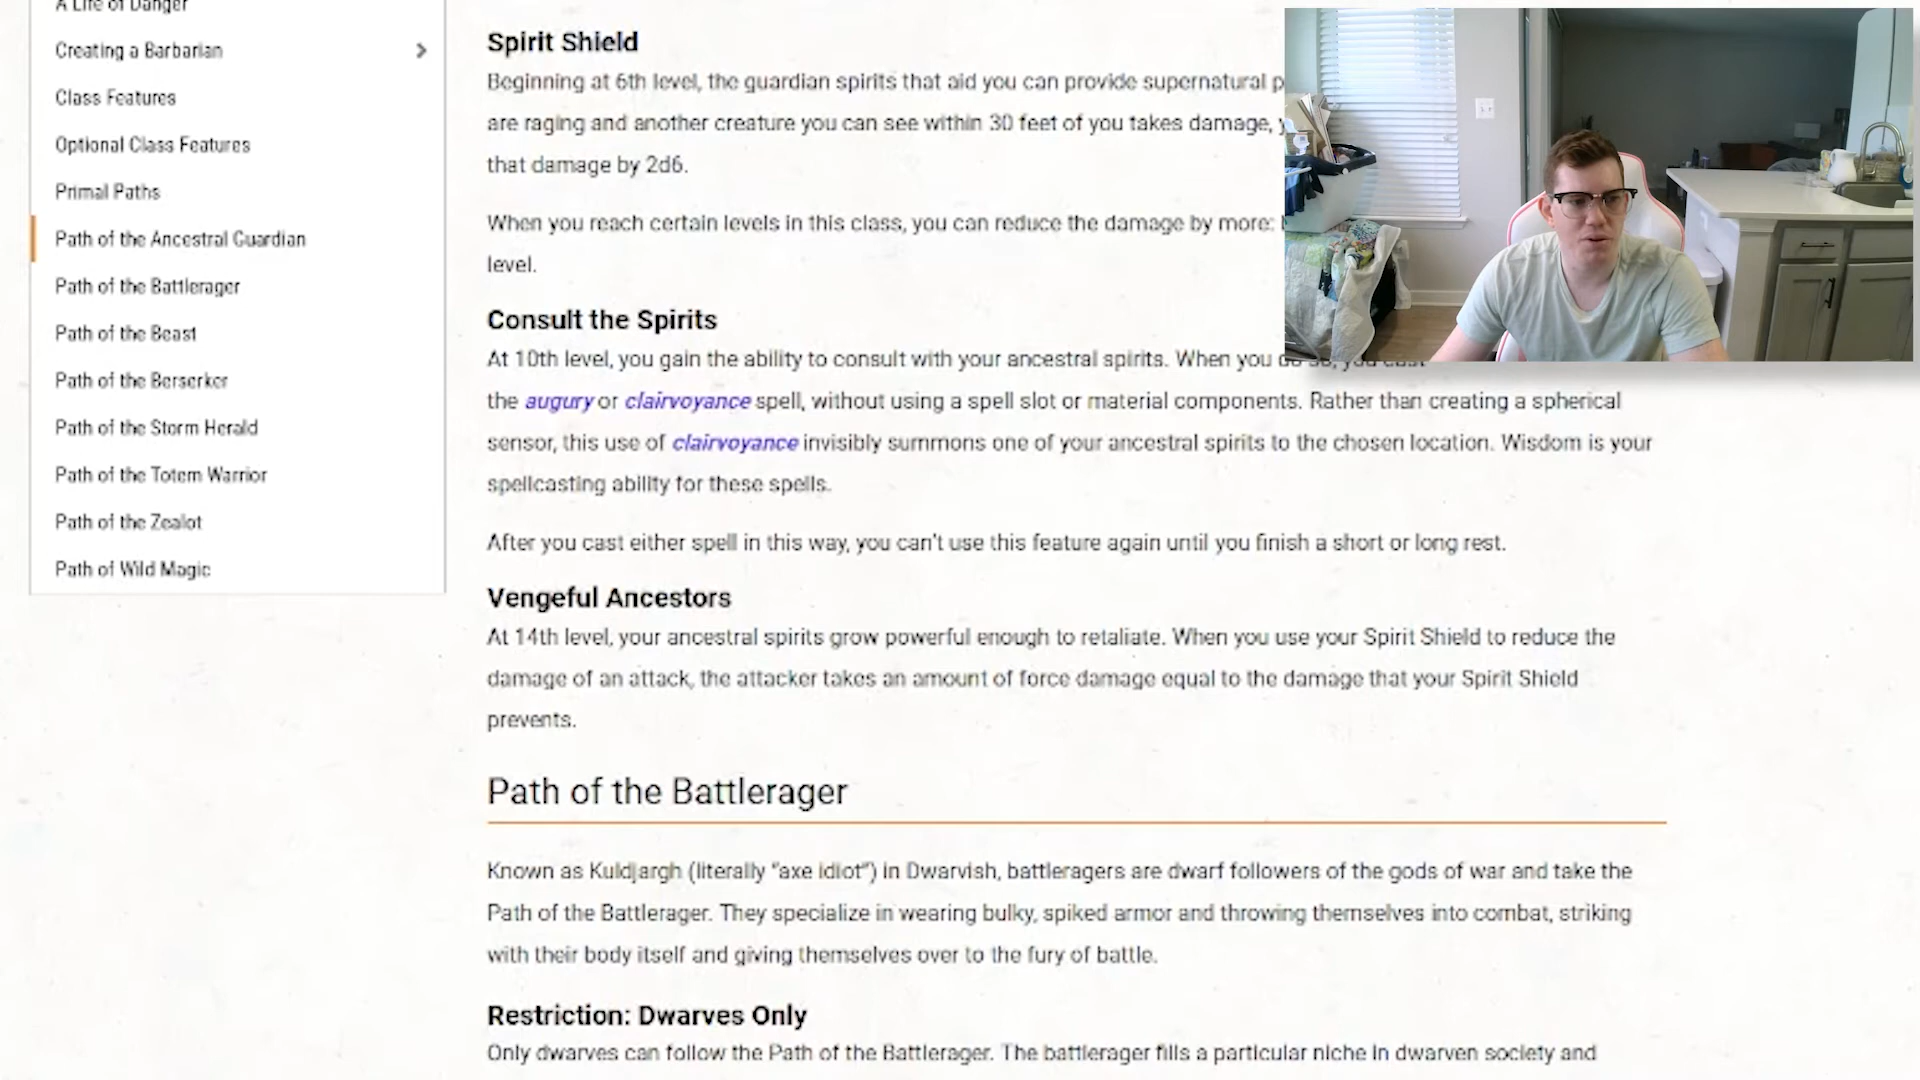 A Life of Danger
Creating a Barbarian
Class Features
Optional Class Features
Primal Paths
Path of the Ancestral Guardian
Path of the Battlerager
Path of the Beast
Path of the Berserker
Path of the Storm Herald
Path of the Totem Warrior
Path of the Zealot
Path of Wild Magic
Spirit Shield
Beginning at 6th level, the guardian spirits that aid you can provide supernatural
are raging and another creature you can see within 30 feet of you takes damage,
that damage by 2d6.
When you reach certain levels in this class, you can reduce the damage by more:
level.
Consult the Spirits
At 10th level, you gain the ability to consult with your ancestral spirits. When you do so, you cast
the augury or clairvoyance spell, without using a spell slot or material components. Rather than creating a spherical
sensor, this use of clairvoyance invisibly summons one of your ancestral spirits to the chosen location. Wisdom is your
spellcasting ability for these spells.
After you cast either spell in this way, you can't use this feature again until you finish a short or long rest.
Vengeful Ancestors
At 14th level, your ancestral spirits grow powerful enough to retaliate. When you use your Spirit Shield to reduce the
damage of an attack, the attacker takes an amount of force damage equal to the damage that your Spirit Shield
prevents.
Path of the Battlerager
Known as Kuldjargh (literally "axe idiot") in Dwarvish, battleragers are dwarf followers of the gods of war and take the
Path of the Battlerager. They specialize in wearing bulky, spiked armor and throwing themselves into combat, striking
with their body itself and giving themselves over to the fury of battle.
Restriction: Dwarves Only
Only dwarves can follow the Path of the Battlerager. The battlerager fills a particular niche in dwarven society and